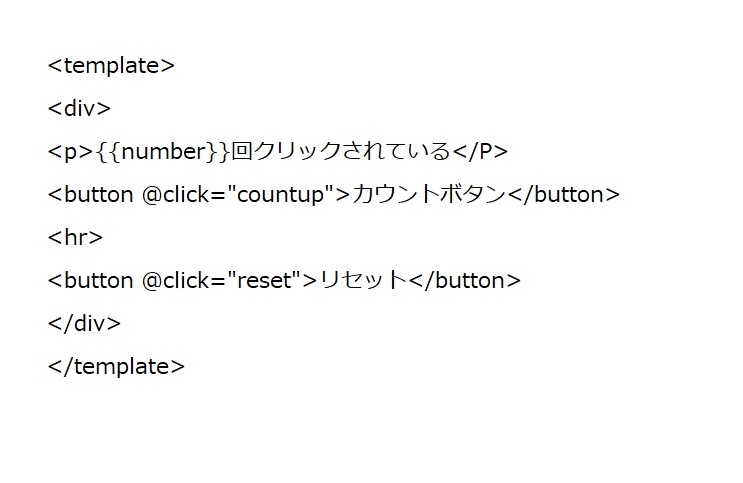 <template>
<div>
<p>{{number}}回クリックされている</P>
<button @click="countup">カウントボタン</button>
<hr>
<button @click="reset">リセット</button>
</div>
</template>